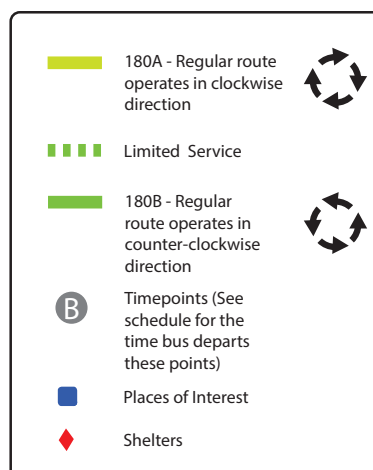 180A - Regular route
operates in clockwise
direction
Limited Service
180B - Regular
route operates in
counter-clockwise
direction
B
Timepoints (See
schedule for the
time bus departs
these points)
Places of Interest
Shelters